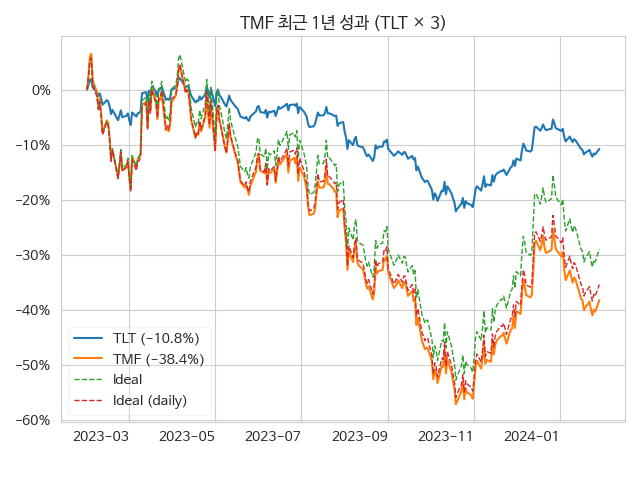 TMF 최근 1년 성과 (TLT × 3)
0%
−10%
−20%
−30%
−40%
−50%
−60%
TLT (−10.8%)
TMF (−38.4%)
Ideal
Ideal (daily)
2023−03
2023−05
2023−07
2023−09
2023−11
2024−01